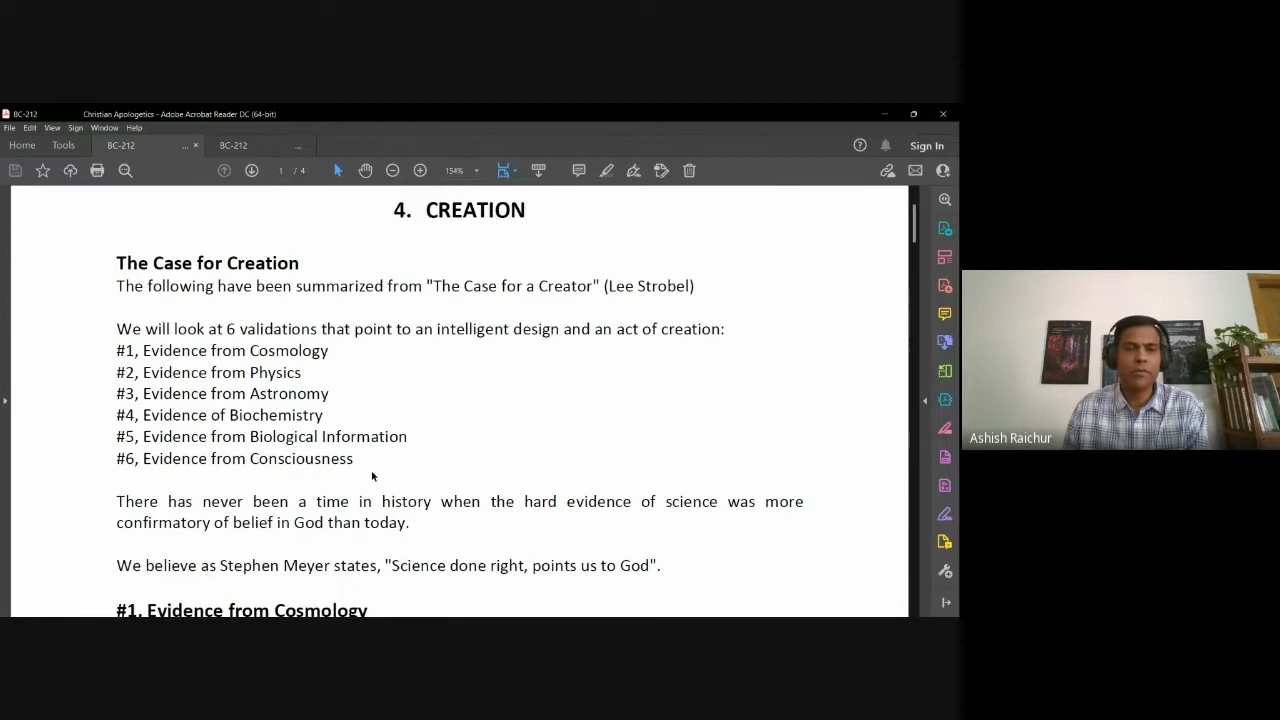 BC-212 Christian Apologetics - Adobe Acrobat Reader DC (64-bit)
File Edit View Sign Window Help
Home Tools BC-212 ... × BC-212 ... Sign In
1 / 4 154%
4. CREATION
The Case for Creation
The following have been summarized from "The Case for a Creator" (Lee Strobel)
We will look at 6 validations that point to an intelligent design and an act of creation:
#1, Evidence from Cosmology
#2, Evidence from Physics
#3, Evidence from Astronomy
#4, Evidence of Biochemistry
#5, Evidence from Biological Information
#6, Evidence from Consciousness
There has never been a time in history when the hard evidence of science was more
confirmatory of belief in God than today.
We believe as Stephen Meyer states, "Science done right, points us to God".
#1, Evidence from Cosmology
Ashish Raichur